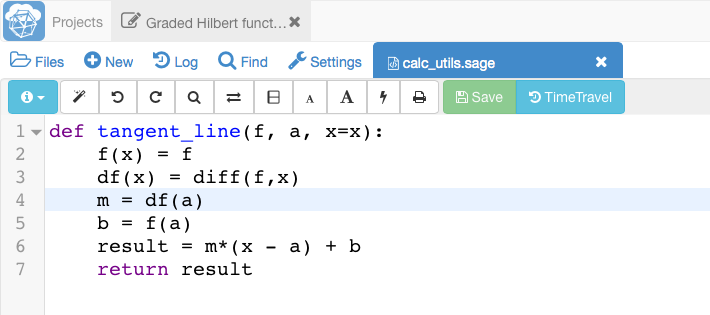 Projects Graded Hilbert funct...
Files New Log Find Settings calc_utils.sage
A A Save TimeTravel
1 def tangent_line(f, a, x=x):
2     f(x) = f
3     df(x) = diff(f,x)
4     m = df(a)
5     b = f(a)
6     result = m*(x - a) + b
7     return result